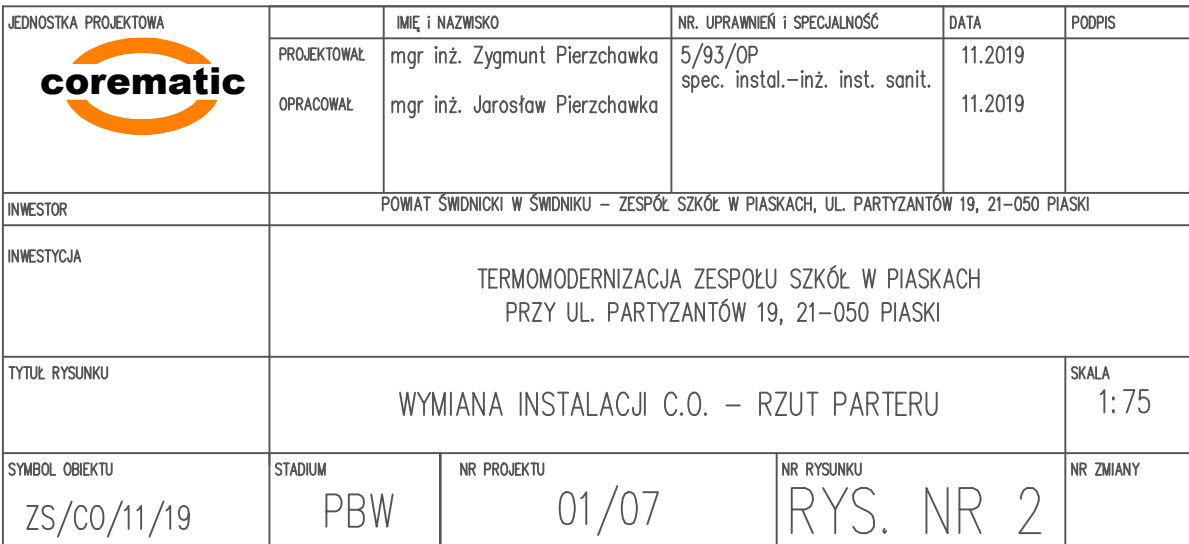 JEDNOSTKA PROJEKTOWA
corematic
IMIĘ i NAZWISKO
NR. UPRAWNIEŃ i SPECJALNOŚĆ
DATA
PODPIS
PROJEKTOWAŁ
mgr inż. Zygmunt Pierzchawka
5/93/OP
spec. instal.-inż. inst. sanit.
11.2019
OPRACOWAŁ
mgr inż. Jarosław Pierzchawka
11.2019
INWESTOR
POWIAT ŚWIDNICKI W ŚWIDNIKU - ZESPÓŁ SZKÓŁ W PIASKACH, UL. PARTYZANTÓW 19, 21-050 PIASKI
INWESTYCJA
TERMOMODERNIZACJA ZESPOŁU SZKÓŁ W PIASKACH
PRZY UL. PARTYZANTÓW 19, 21-050 PIASKI
TYTUŁ RYSUNKU
WYMIANA INSTALACJI C.O. - RZUT PARTERU
SKALA
1:75
SYMBOL OBIEKTU
ZS/CO/11/19
STADIUM
PBW
NR PROJEKTU
01/07
NR RYSUNKU
RYS. NR 2
NR ZMIANY